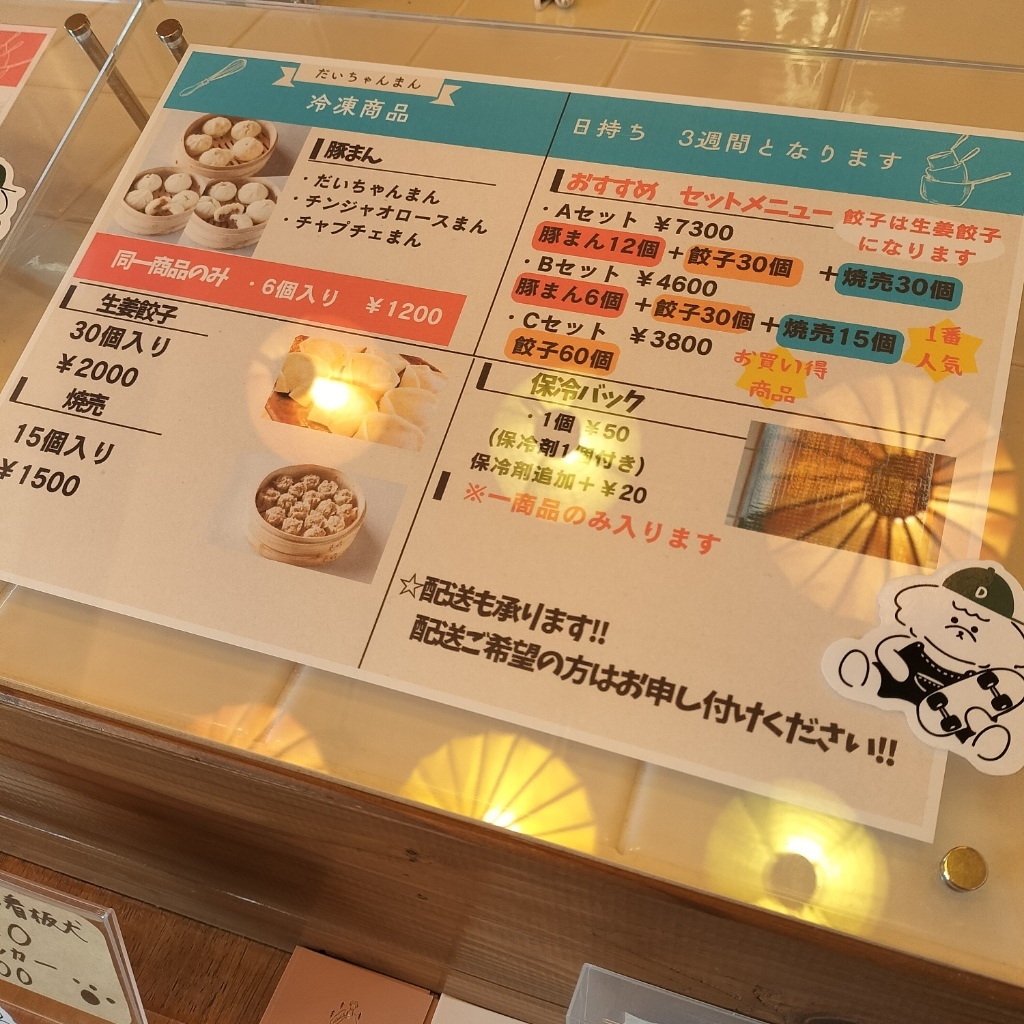 だいちゃんまん
冷凍商品
日持ち 3週間となります
豚まん
・だいちゃんまん
・チンジャオロースまん
・チャプチェまん
同一商品のみ ・6個入り ¥1200
生姜餃子
30個入り
¥2000
焼売
15個入り
¥1500
おすすめ セットメニュー
餃子は生姜餃子
になります
・Aセット ¥7300
豚まん12個+餃子30個 +焼売30個
・Bセット ¥4600
豚まん6個+餃子30個+焼売15個
1番
人気
・Cセット ¥3800
餃子60個
お買い得
商品
保冷バック
・1個 ¥50
(保冷剤1個付き)
保冷剤追加+¥20
※一商品のみ入ります
☆配送も承ります!!
配送ご希望の方はお申し付けください!!
D
看板犬